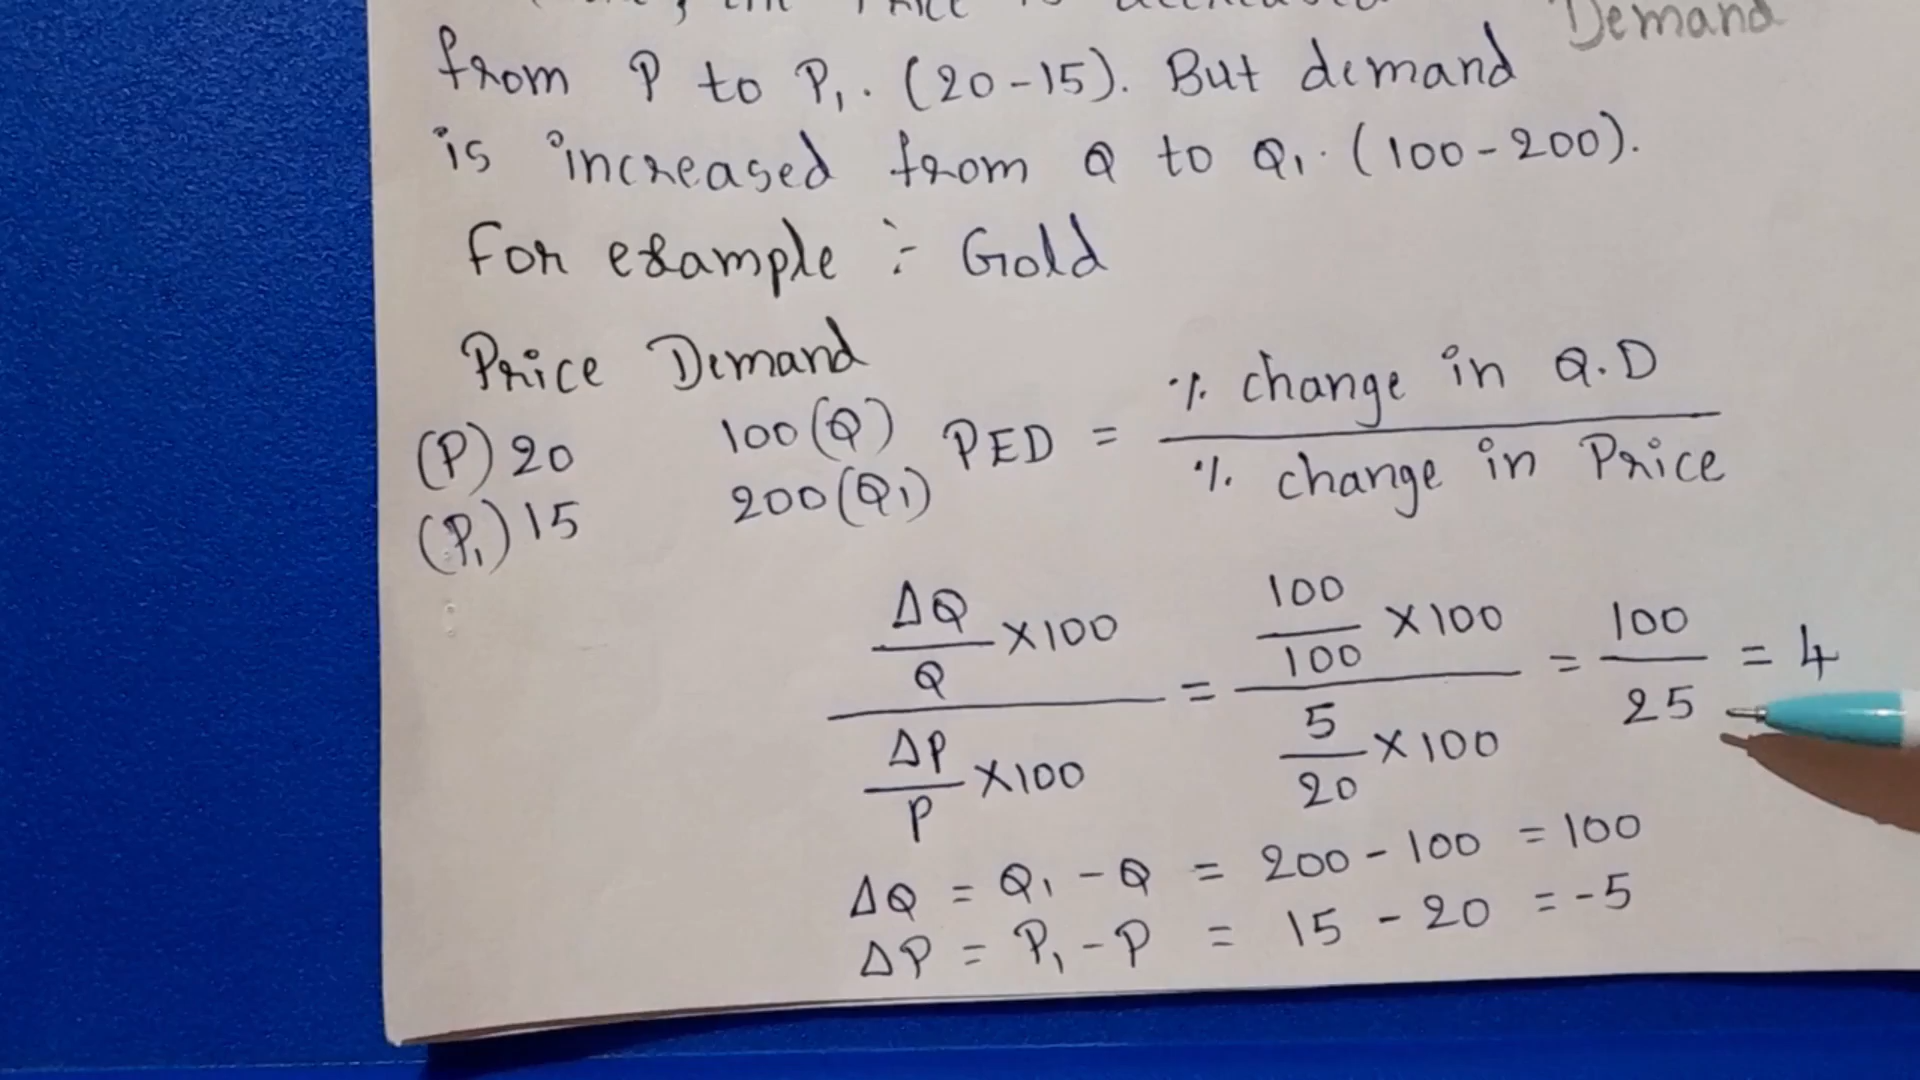 Demand
from P to P₁. (20-15). But demand
is increased from Q to Q₁. (100-200).
For example :- Gold
Price Demand
(P) 20 100 (Q)
(P₁) 15 200 (Q₁)
PED = % change in Q.D / % change in Price
ΔQ/Q ×100 / ΔP/P ×100 = 100/100 ×100 / 5/20 ×100 = 100/25 = 4
ΔQ = Q₁ - Q = 200 - 100 = 100
ΔP = P₁ - P = 15 - 20 = -5